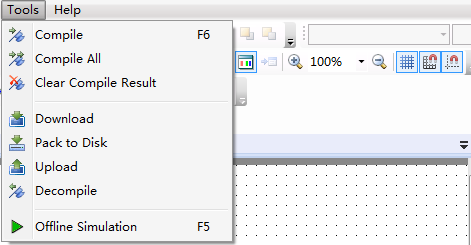 Tools Help
Compile F6
Compile All
Clear Compile Result
100%
Download
Pack to Disk
Upload
Decompile
Offline Simulation F5